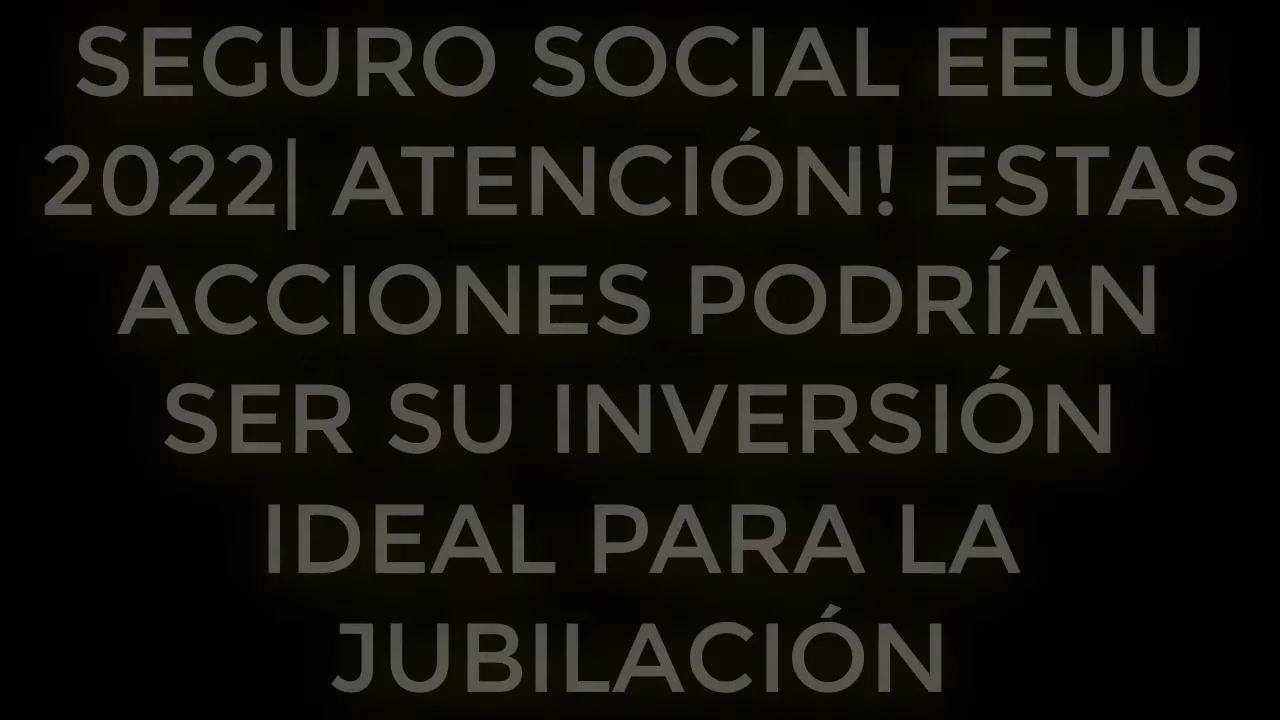 SEGURO SOCIAL EEUU
2022| ATENCIÓN! ESTAS
ACCIONES PODRÍAN
SER SU INVERSIÓN
IDEAL PARA LA
JUBILACIÓN